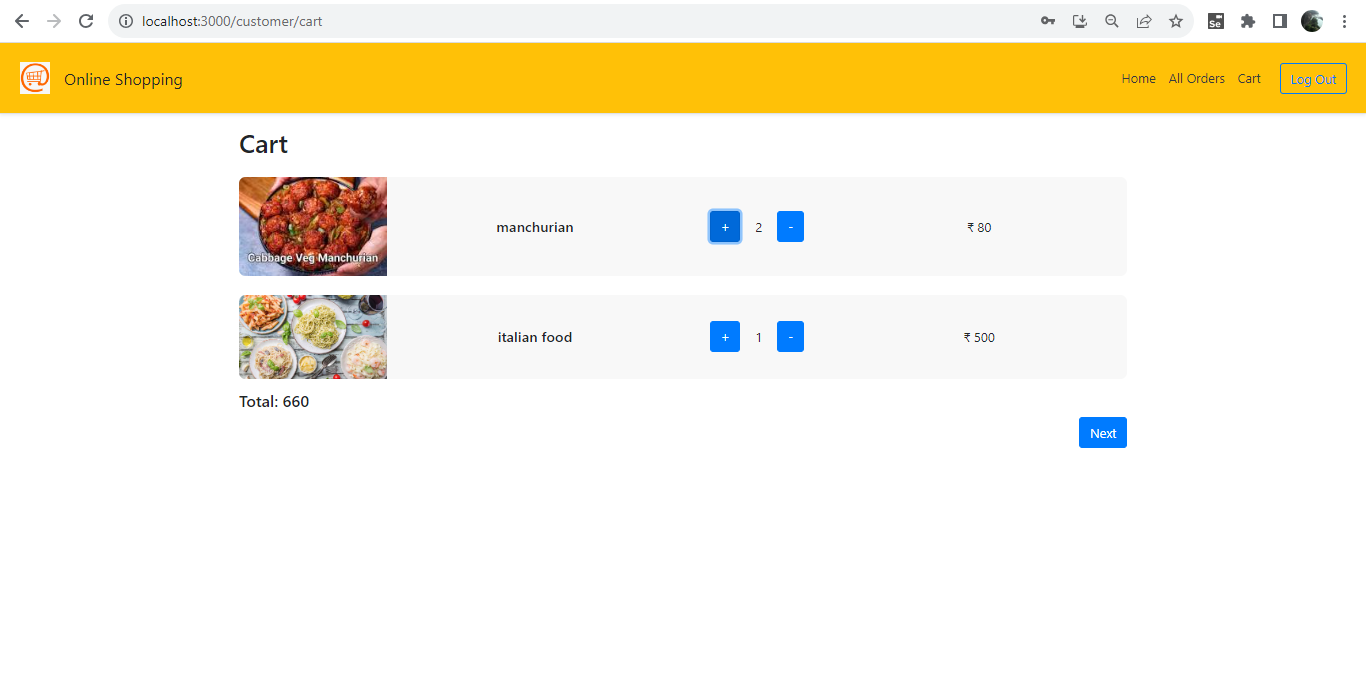 localhost:3000/customer/cart
Se
Online Shopping
Home All Orders Cart Log Out
Cart
Cabbage Veg Manchurian
manchurian + 2 - ₹ 80
italian food + 1 - ₹ 500
Total: 660
Next